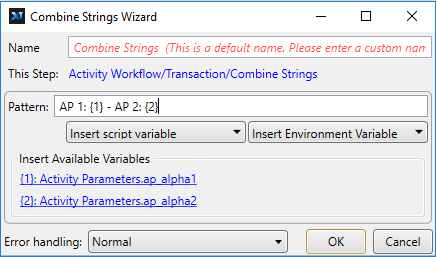 Combine Strings Wizard
Name Combine Strings (This is a default name. Please enter a custom nam
This Step: Activity Workflow/Transaction/Combine Strings
Pattern: AP 1: {1} - AP 2: {2}
Insert script variable Insert Environment Variable
Insert Available Variables
{1}: Activity Parameters.ap_alpha1
{2}: Activity Parameters.ap_alpha2
Error handling: Normal OK Cancel